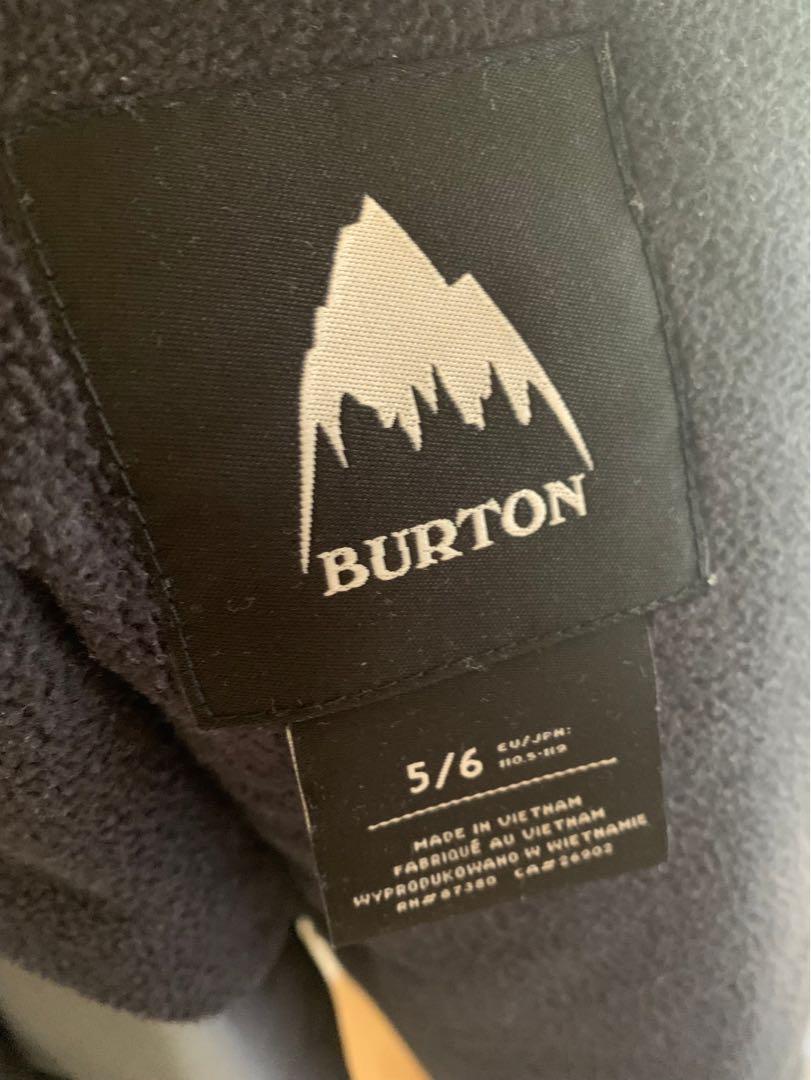 BURTON
5/6 EU/JPN:
110.5-119
MADE IN VIETNAM
FABRIQUÉ AU VIETNAM
WYPRODUKOWANO W WIETNAMIE
RN# 87380 CA# 26902